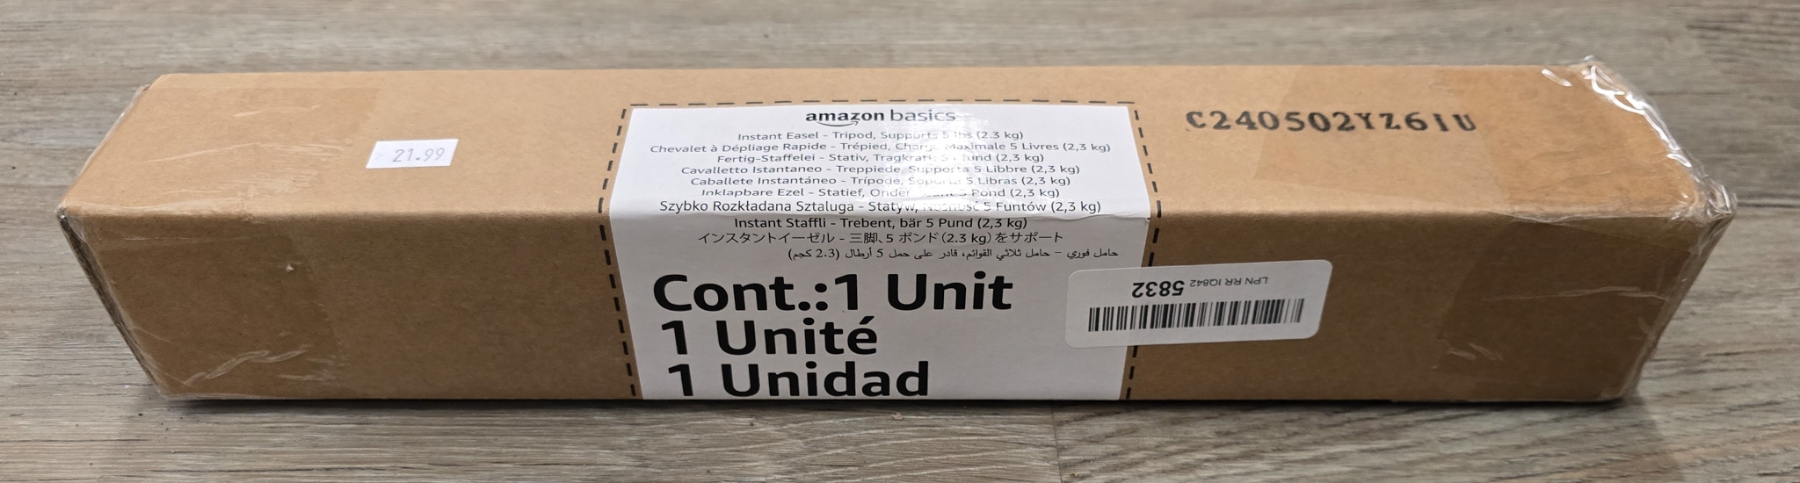 amazon basics
Instant Easel - Tripod, Supports 5 lbs (2.3 kg)
Chevalet à Dépliage Rapide - Trépied, Charge Maximale 5 Livres (2,3 kg)
Fertig-Staffelei - Stativ, Tragkraft: 5 Pfund (2,3 kg)
Cavalletto Istantaneo - Treppiede, Supporta 5 Libbre (2,3 kg)
Caballete Instantáneo - Trípode, Soporta 5 Libras (2,3 kg)
Inklapbare Ezel - Statief, Pond (2,3 kg)
Szybko Rozkładana Sztaluga - Statyw, Nośność 5 Funtów (2,3 kg)
Instant Staffli - Trebent, bär 5 Pund (2,3 kg)
インスタントイーゼル - 三脚、5 ポンド(2.3 kg)をサポート
حامل فوري - حامل ثلاثي القوائم، قادر على حمل 5 أرطال (2.3 كجم)
Cont.:1 Unit
1 Unité
1 Unidad
21.99
C240502YZ6IU
LPN RR IQ842 5832